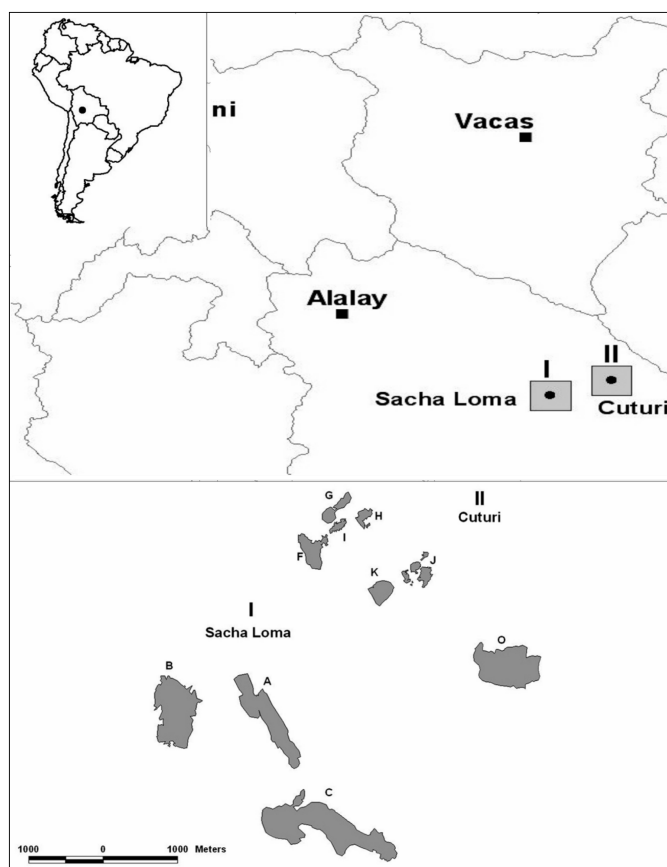 ni
Vacas
Alalay
I
II
Sacha Loma
Cuturi
G
H
I
F
II
Cuturi
K
J
I
Sacha Loma
O
B
A
C
1000 0 1000 Meters